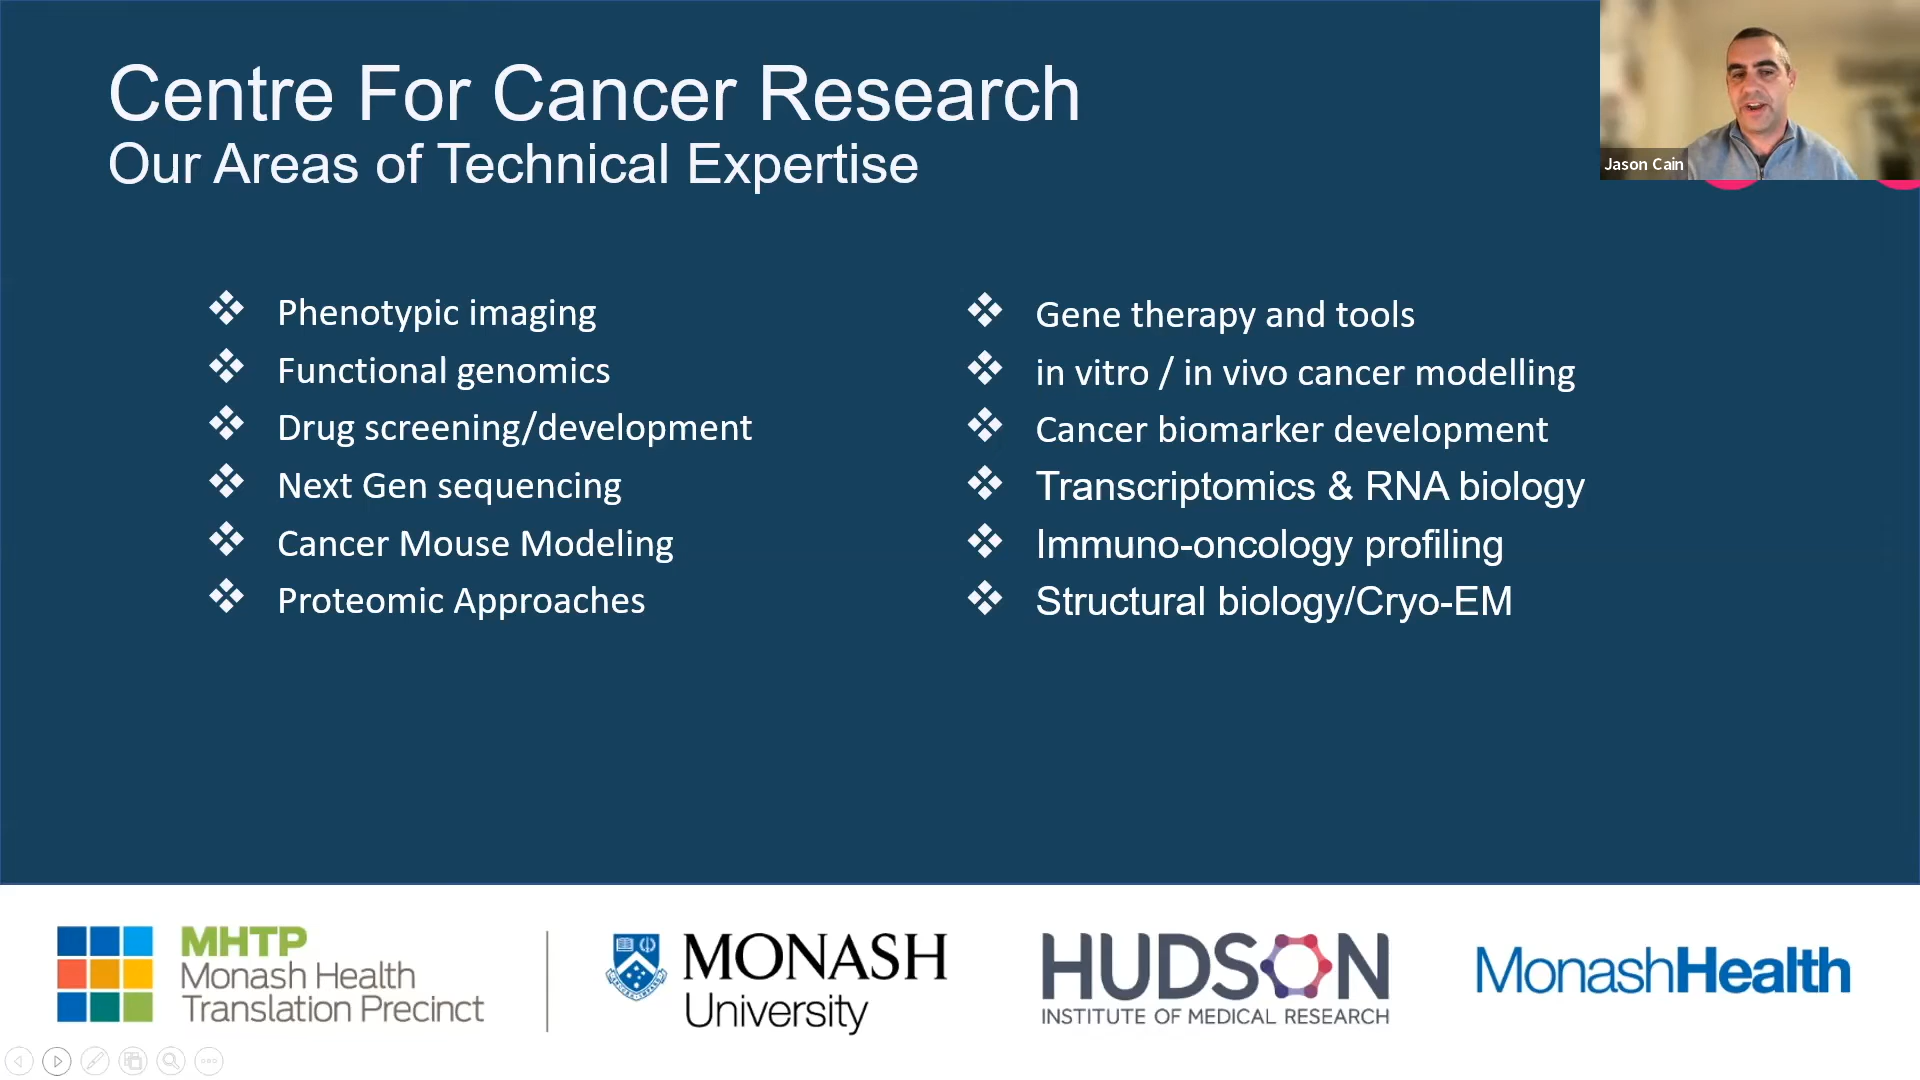 Centre For Cancer Research
Our Areas of Technical Expertise
Jason Cain
Phenotypic imaging
Functional genomics
Drug screening/development
Next Gen sequencing
Cancer Mouse Modeling
Proteomic Approaches
Gene therapy and tools
in vitro / in vivo cancer modelling
Cancer biomarker development
Transcriptomics & RNA biology
Immuno-oncology profiling
Structural biology/Cryo-EM
MHTP
Monash Health
Translation Precinct
MONASH
University
HUDSON
INSTITUTE OF MEDICAL RESEARCH
MonashHealth